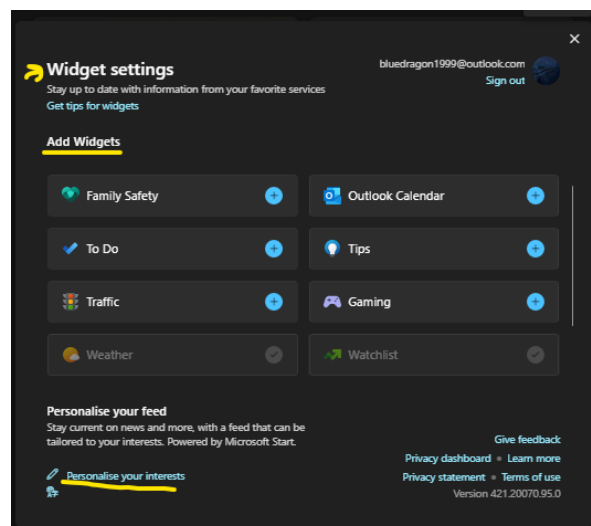 Widget settings
bluedragon1999@outlook.com
Sign out
Stay up to date with information from your favorite services
Get tips for widgets
Add Widgets
Family Safety
Outlook Calendar
To Do
Tips
Traffic
Gaming
Weather
Watchlist
Personalise your feed
Stay current on news and more, with a feed that can be
tailored to your interests. Powered by Microsoft Start.
Personalise your interests
Give feedback
Privacy dashboard • Learn more
Privacy statement • Terms of use
Version 421.20070.95.0